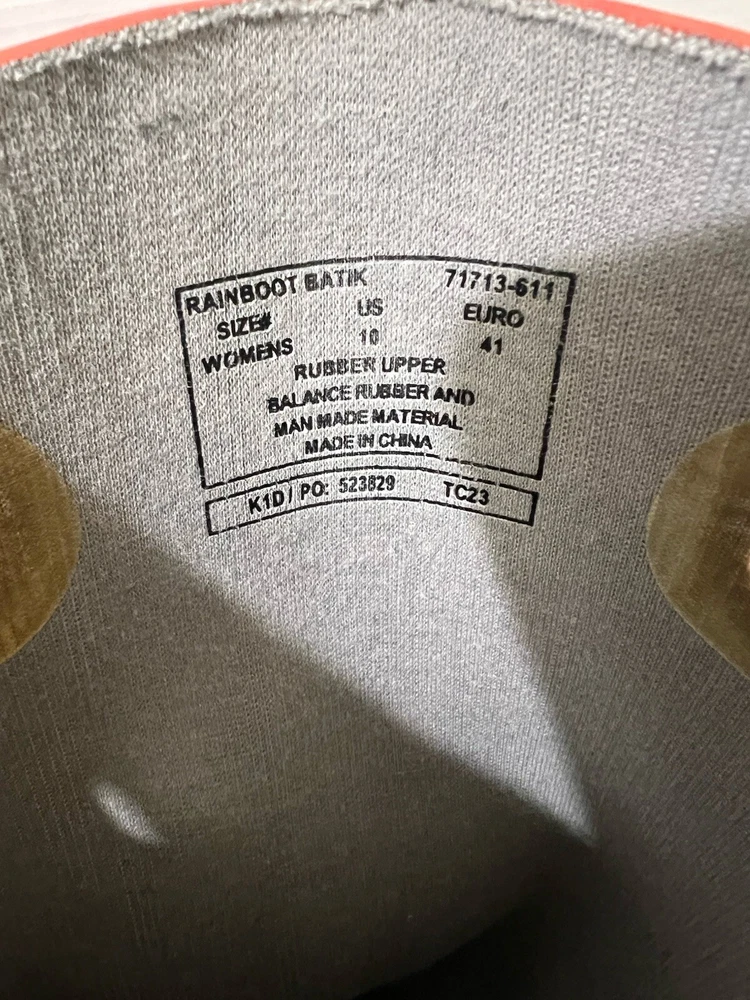 RAINBOOT BATIK 71713-611
SIZE# US EURO
WOMENS 10 41
RUBBER UPPER
BALANCE RUBBER AND
MAN MADE MATERIAL
MADE IN CHINA
K1D / PO: 523829 TC23